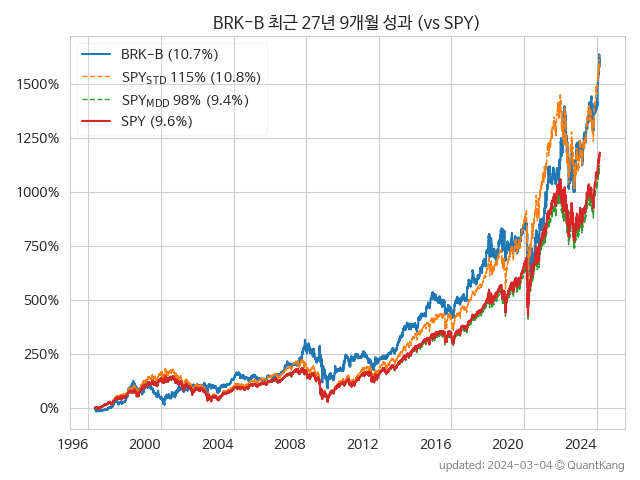 BRK-B 최근 27년 9개월 성과 (vs SPY)
BRK-B (10.7%)
SPY_STD 115% (10.8%)
SPY_MDD 98% (9.4%)
SPY (9.6%)
1500%
1250%
1000%
750%
500%
250%
0%
1996 2000 2004 2008 2012 2016 2020 2024
updated: 2024-03-04 © QuantKang